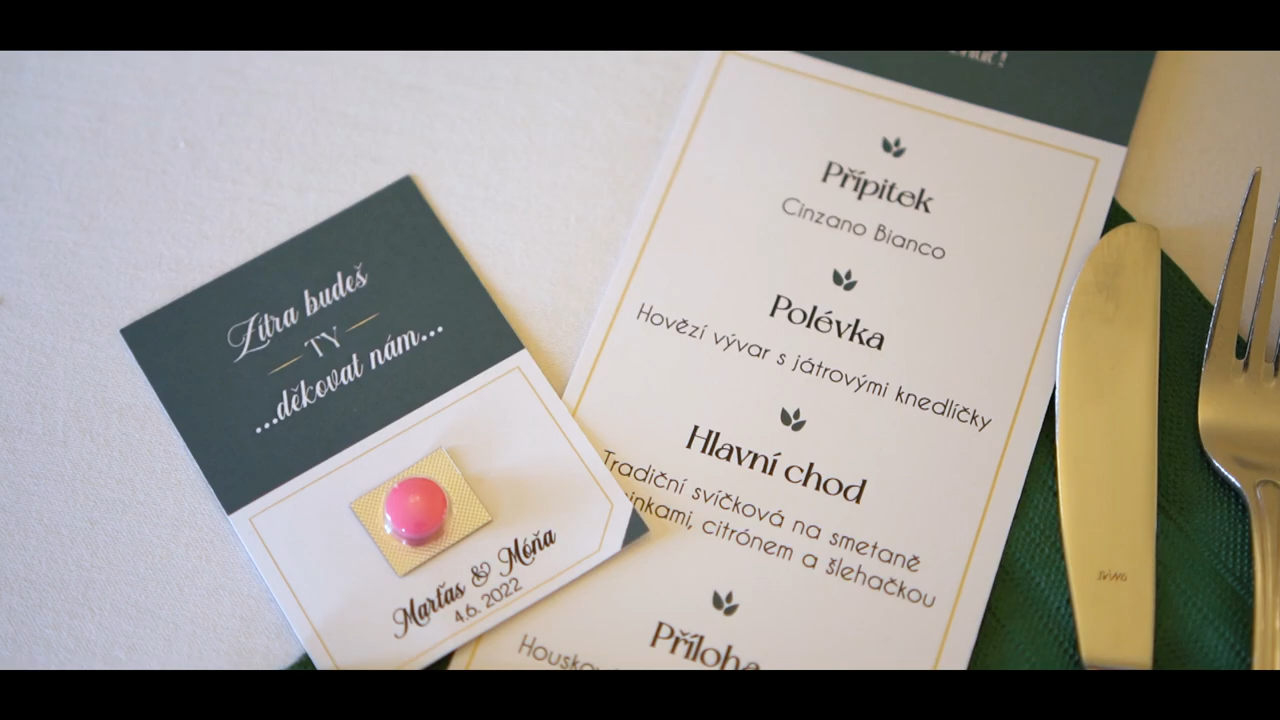 Zítra budeš
TY
...děkovat nám...
Marťas & Móňa
4.6. 2022
Přípitek
Cinzano Bianco
Polévka
Hovězí vývar s játrovými knedlíčky
Hlavní chod
Tradiční svíčková na smetaně
citrónem a šlehačkou
Příloha